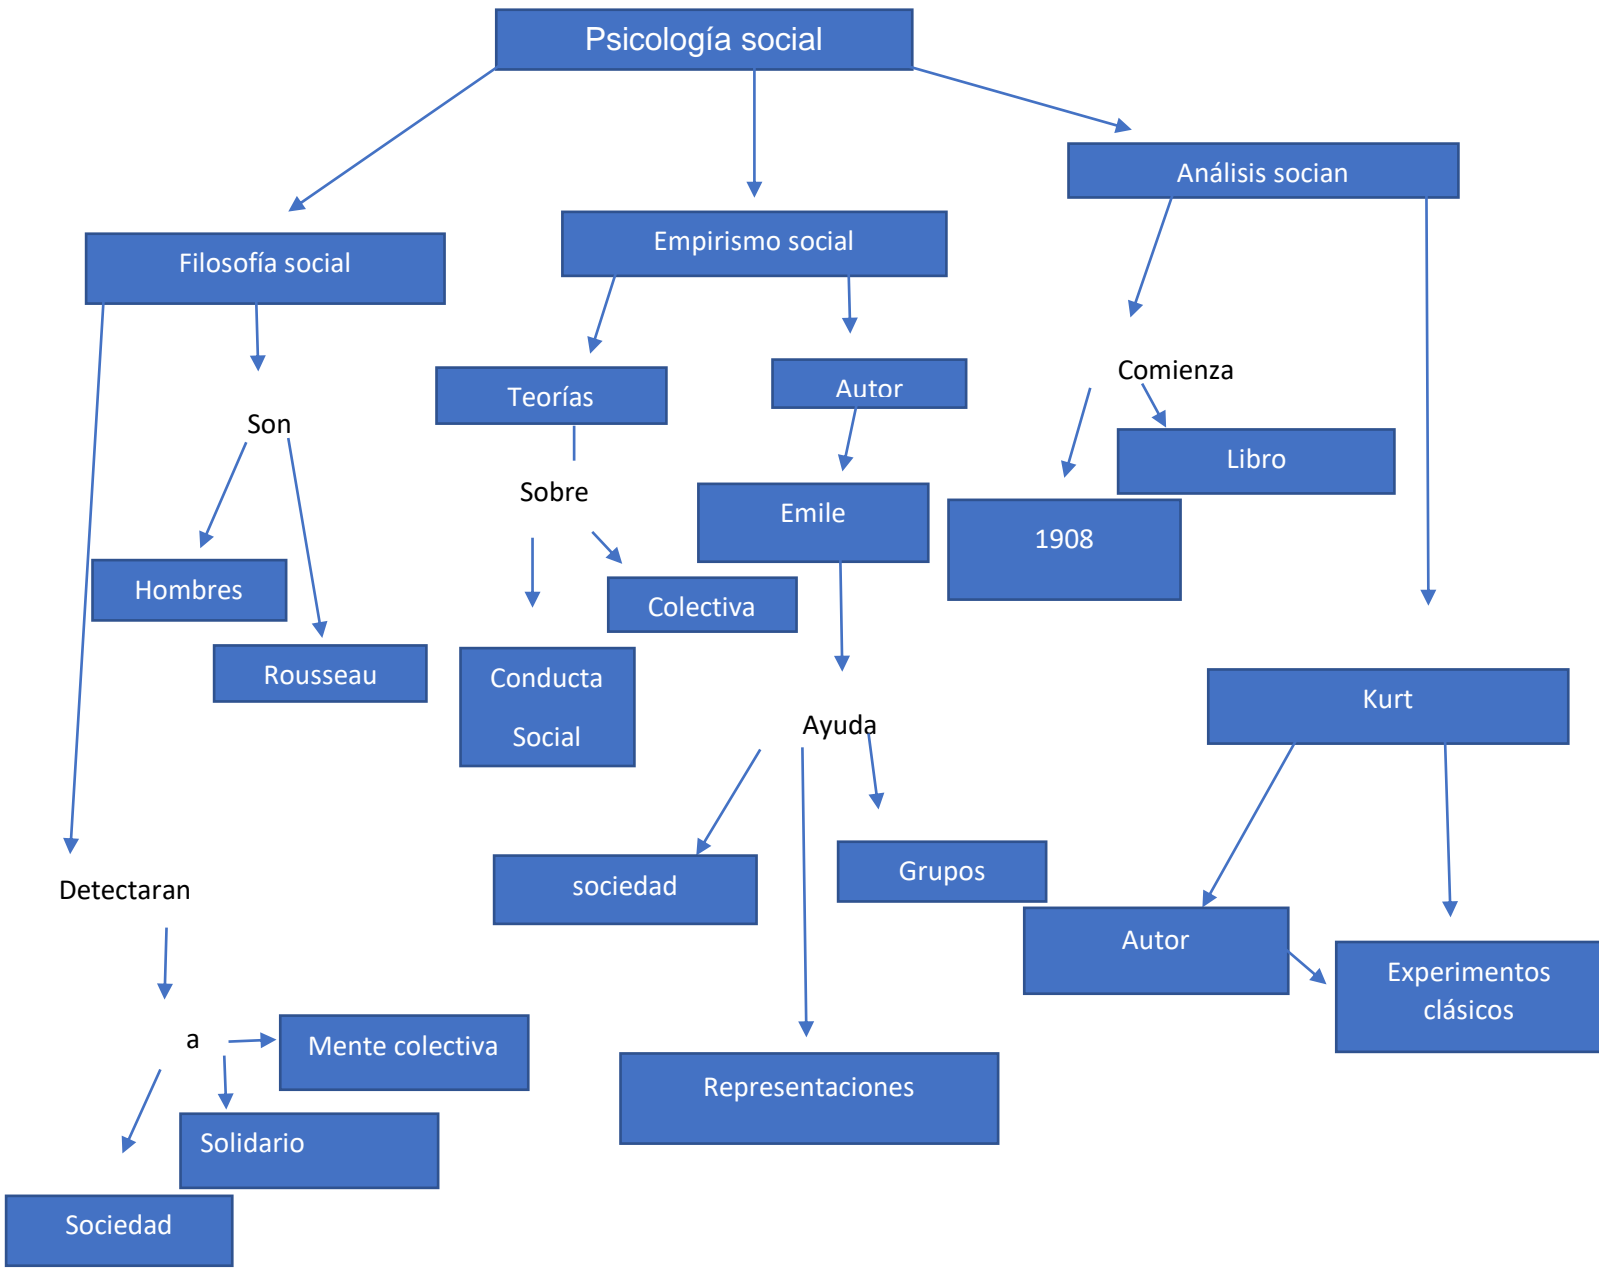 Psicología social
Análisis socian
Empirismo social
Filosofía social
Comienza
Autor
Teorías
Son
Libro
Sobre
Emile
1908
Hombres
Colectiva
Rousseau
Conducta
Social
Kurt
Ayuda
Grupos
sociedad
Detectaran
Autor
Experimentos
clásicos
a
Mente colectiva
Representaciones
Solidario
Sociedad